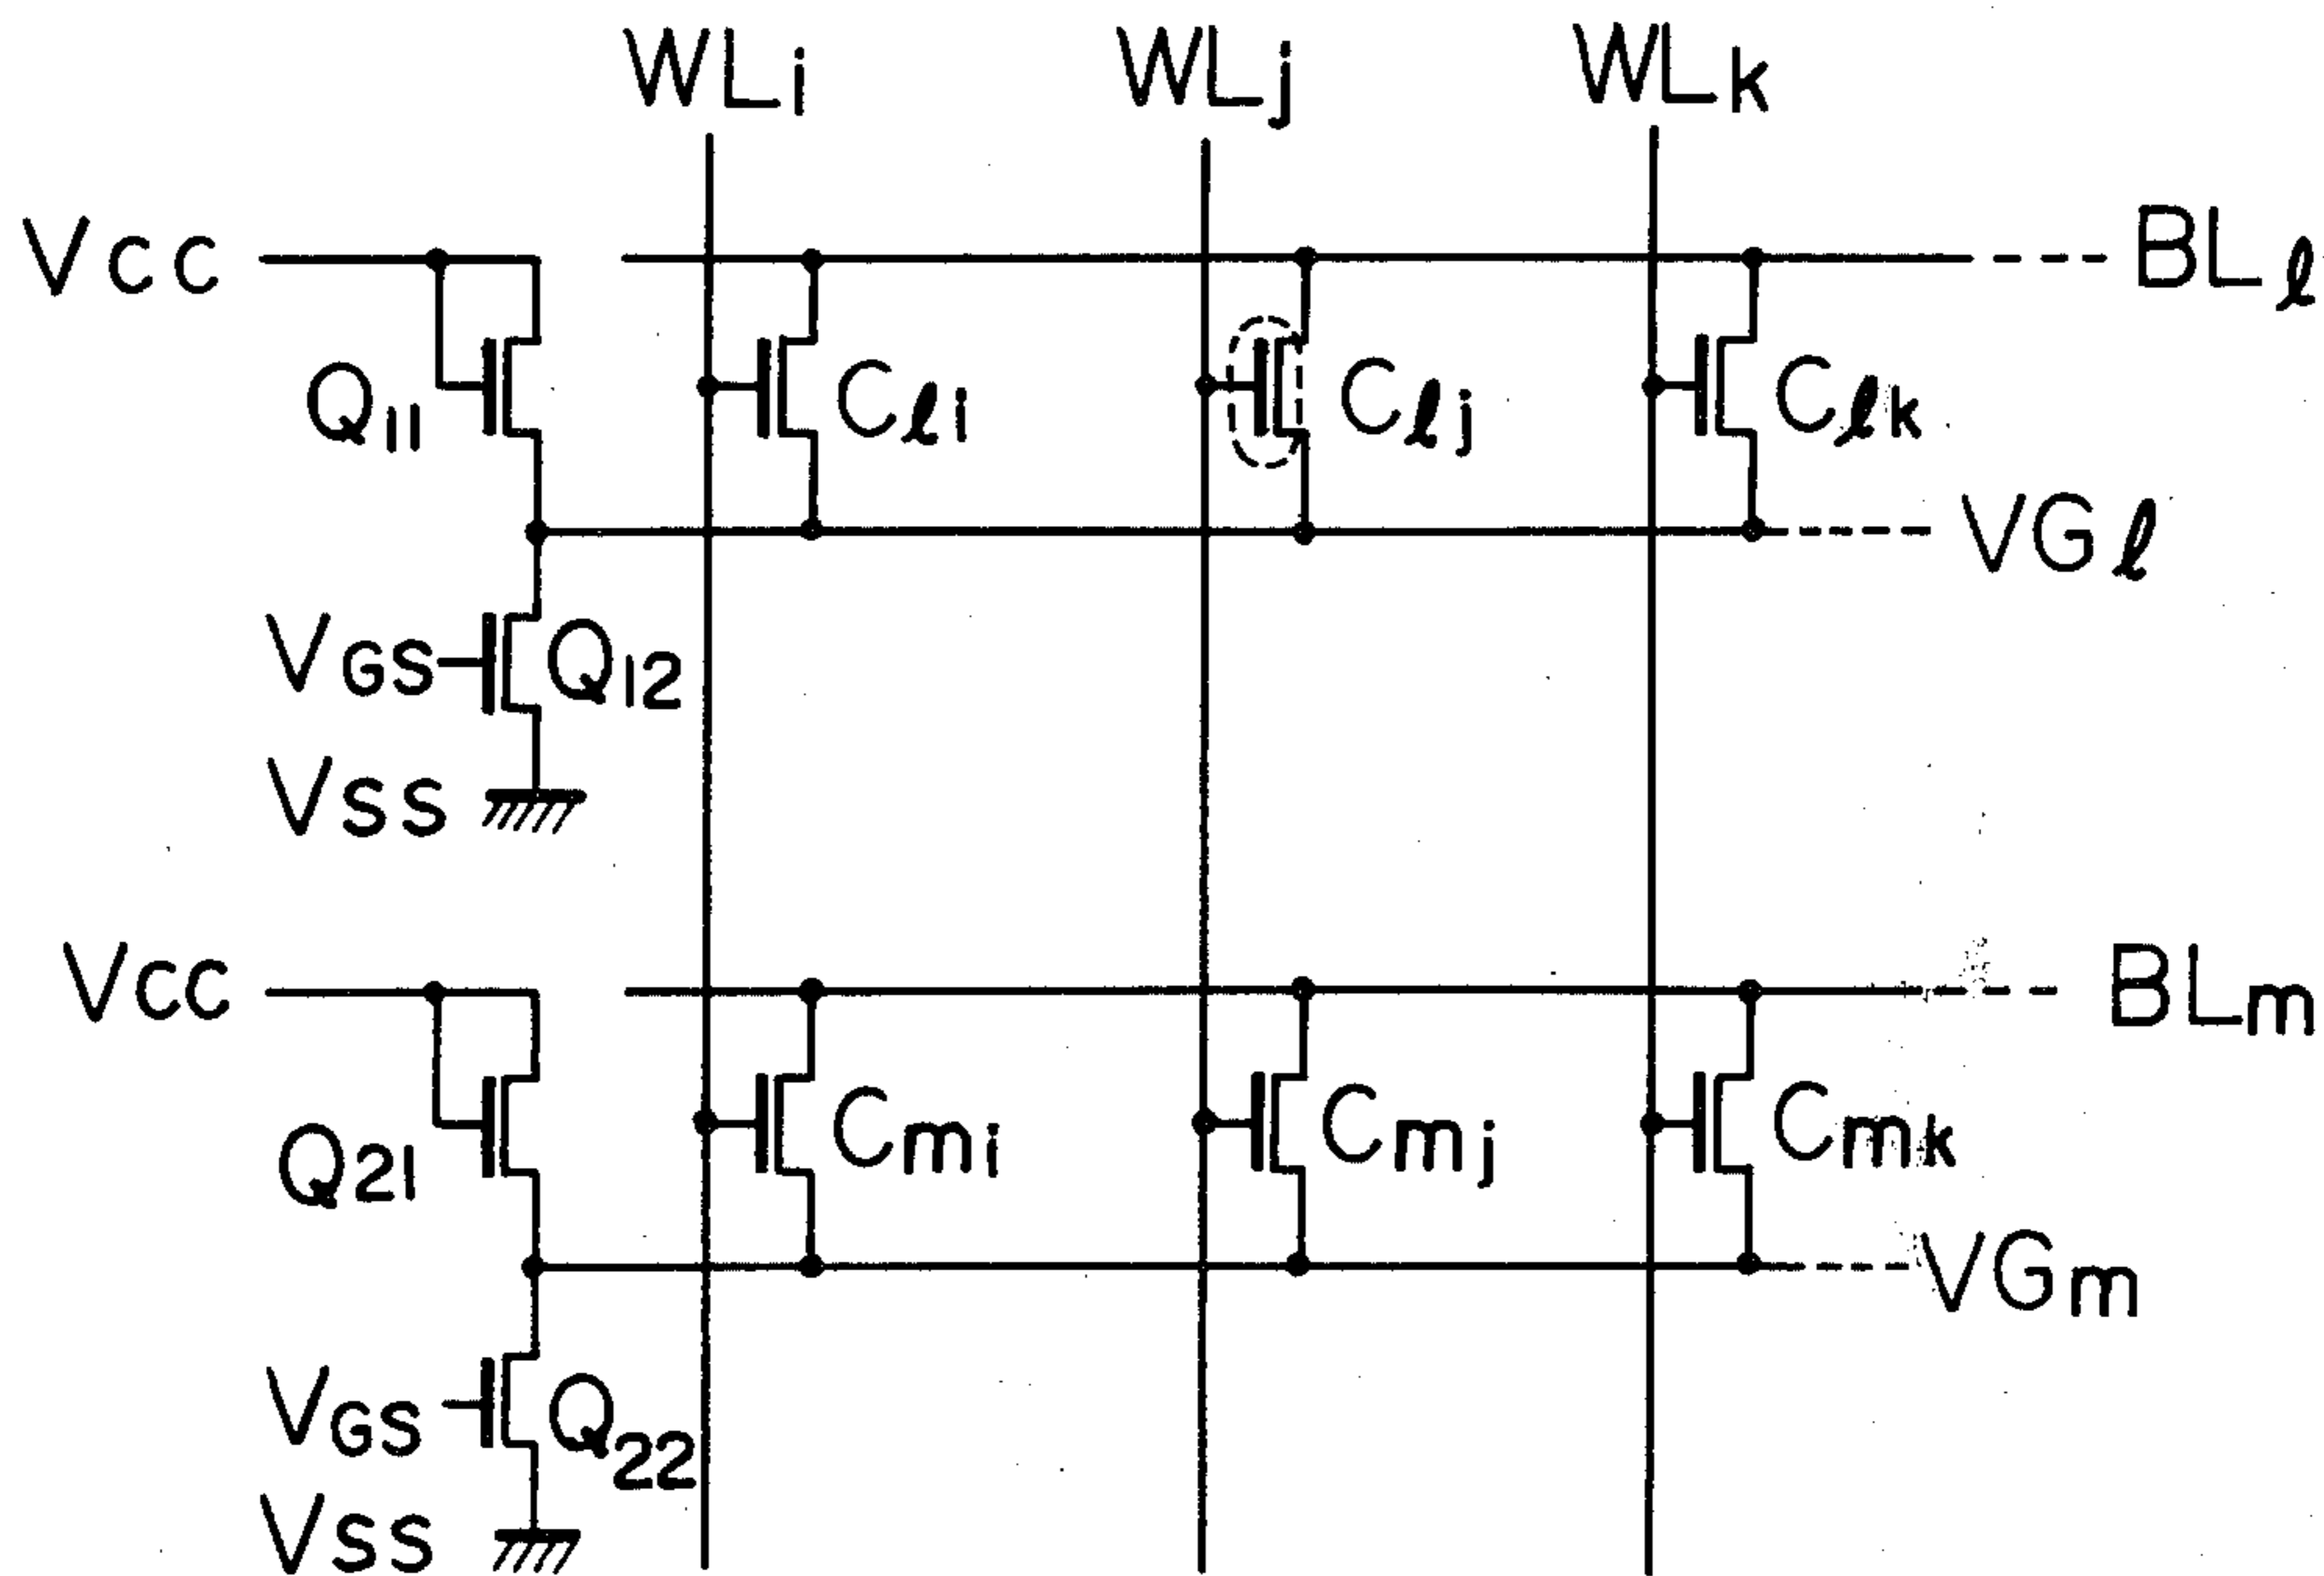 WLi WLj WLk
VCC BLℓ
Q11 Cℓi Cℓj Cℓk
VGℓ
VGS Q12
VSS
VCC BLm
Q21 Cmi Cmj Cmk
VGm
VGS Q22
VSS